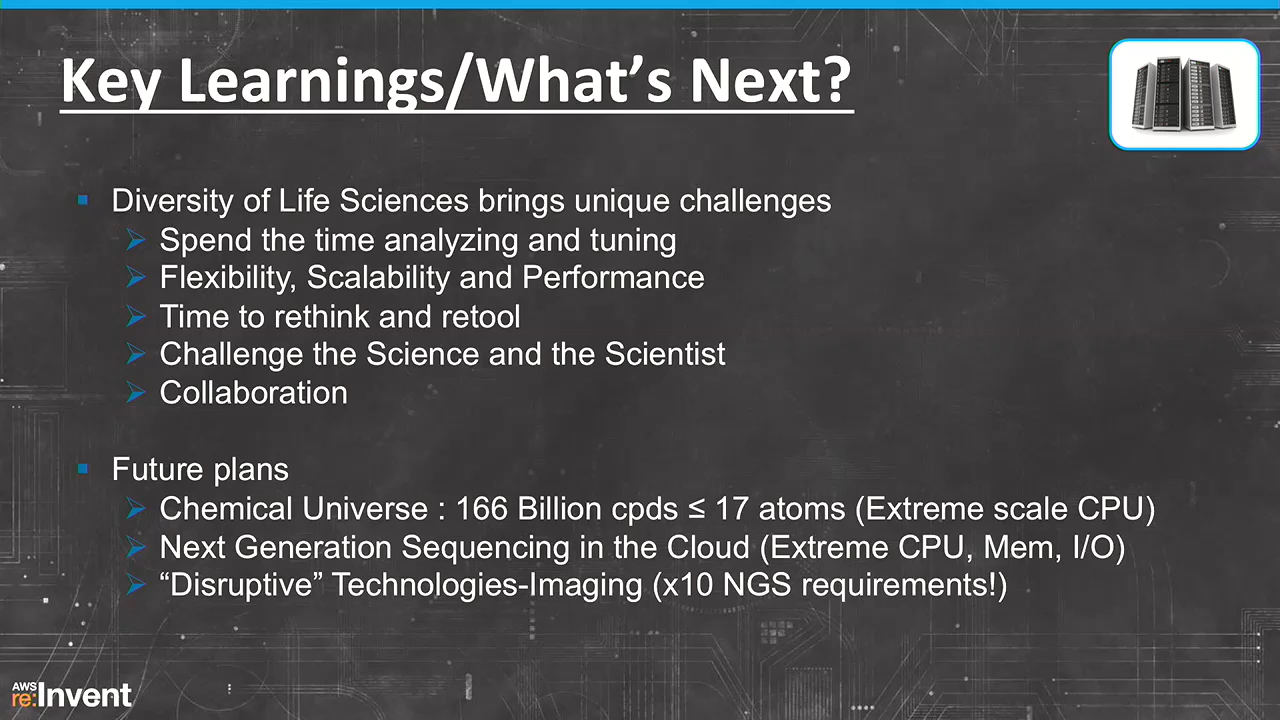 Key Learnings/What’s Next?
Diversity of Life Sciences brings unique challenges
Spend the time analyzing and tuning
Flexibility, Scalability and Performance
Time to rethink and retool
Challenge the Science and the Scientist
Collaboration
Future plans
Chemical Universe : 166 Billion cpds ≤ 17 atoms (Extreme scale CPU)
Next Generation Sequencing in the Cloud (Extreme CPU, Mem, I/O)
“Disruptive” Technologies-Imaging (x10 NGS requirements!)
AWS
re:Invent